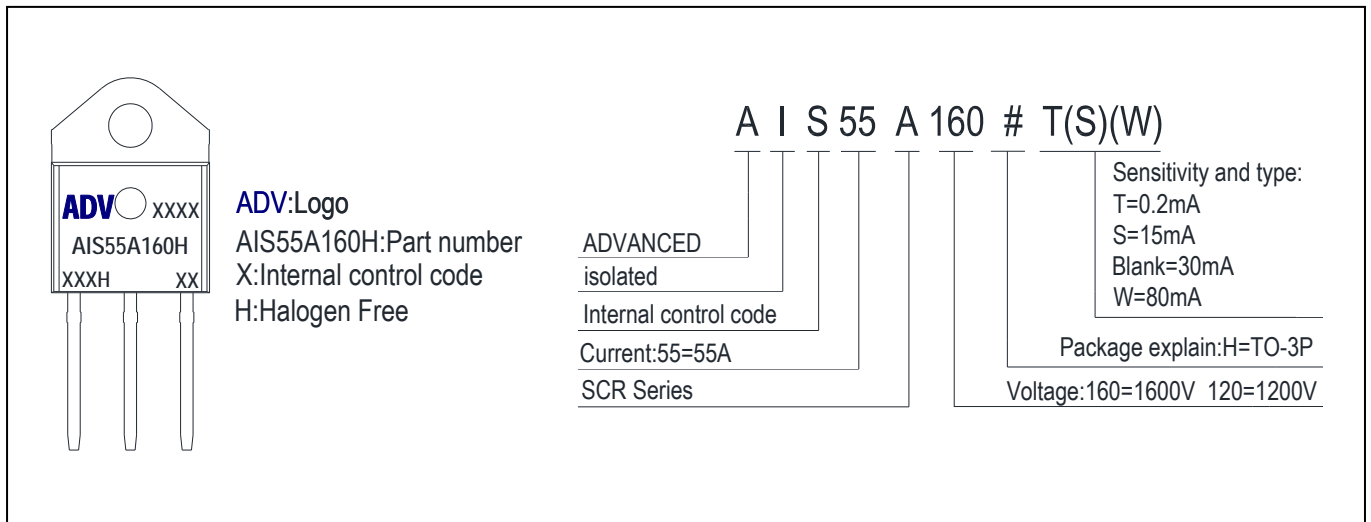 ADV XXXX
AIS55A160H
XXXH XX
ADV:Logo
AIS55A160H:Part number
X:Internal control code
H:Halogen Free
A I S 55 A 160 # T(S)(W)
ADVANCED
isolated
Internal control code
Current:55=55A
SCR Series
Sensitivity and type:
T=0.2mA
S=15mA
Blank=30mA
W=80mA
Package explain:H=TO-3P
Voltage:160=1600V 120=1200V